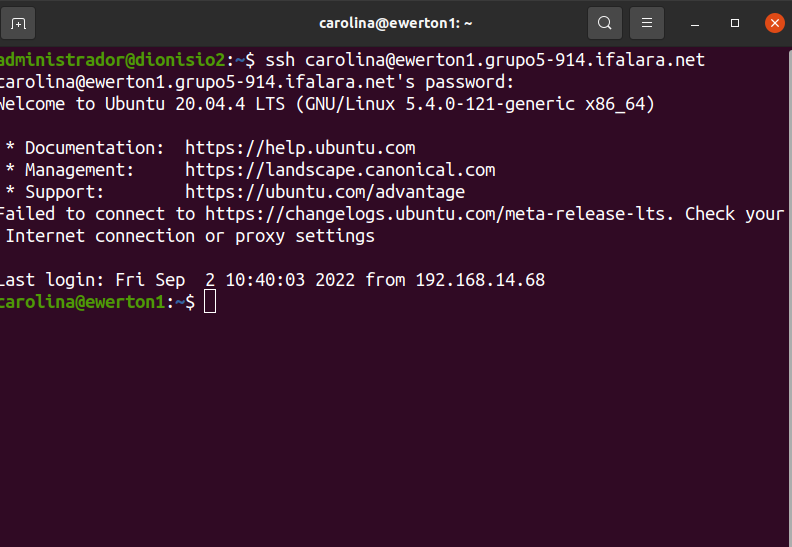 carolina@ewerton1: ~
administrador@dionisio2:~$ ssh carolina@ewerton1.grupo5-914.ifalara.net
carolina@ewerton1.grupo5-914.ifalara.net's password:
Welcome to Ubuntu 20.04.4 LTS (GNU/Linux 5.4.0-121-generic x86_64)
* Documentation:  https://help.ubuntu.com
* Management:     https://landscape.canonical.com
* Support:        https://ubuntu.com/advantage
Failed to connect to https://changelogs.ubuntu.com/meta-release-lts. Check your
Internet connection or proxy settings
Last login: Fri Sep  2 10:40:03 2022 from 192.168.14.68
carolina@ewerton1:~$